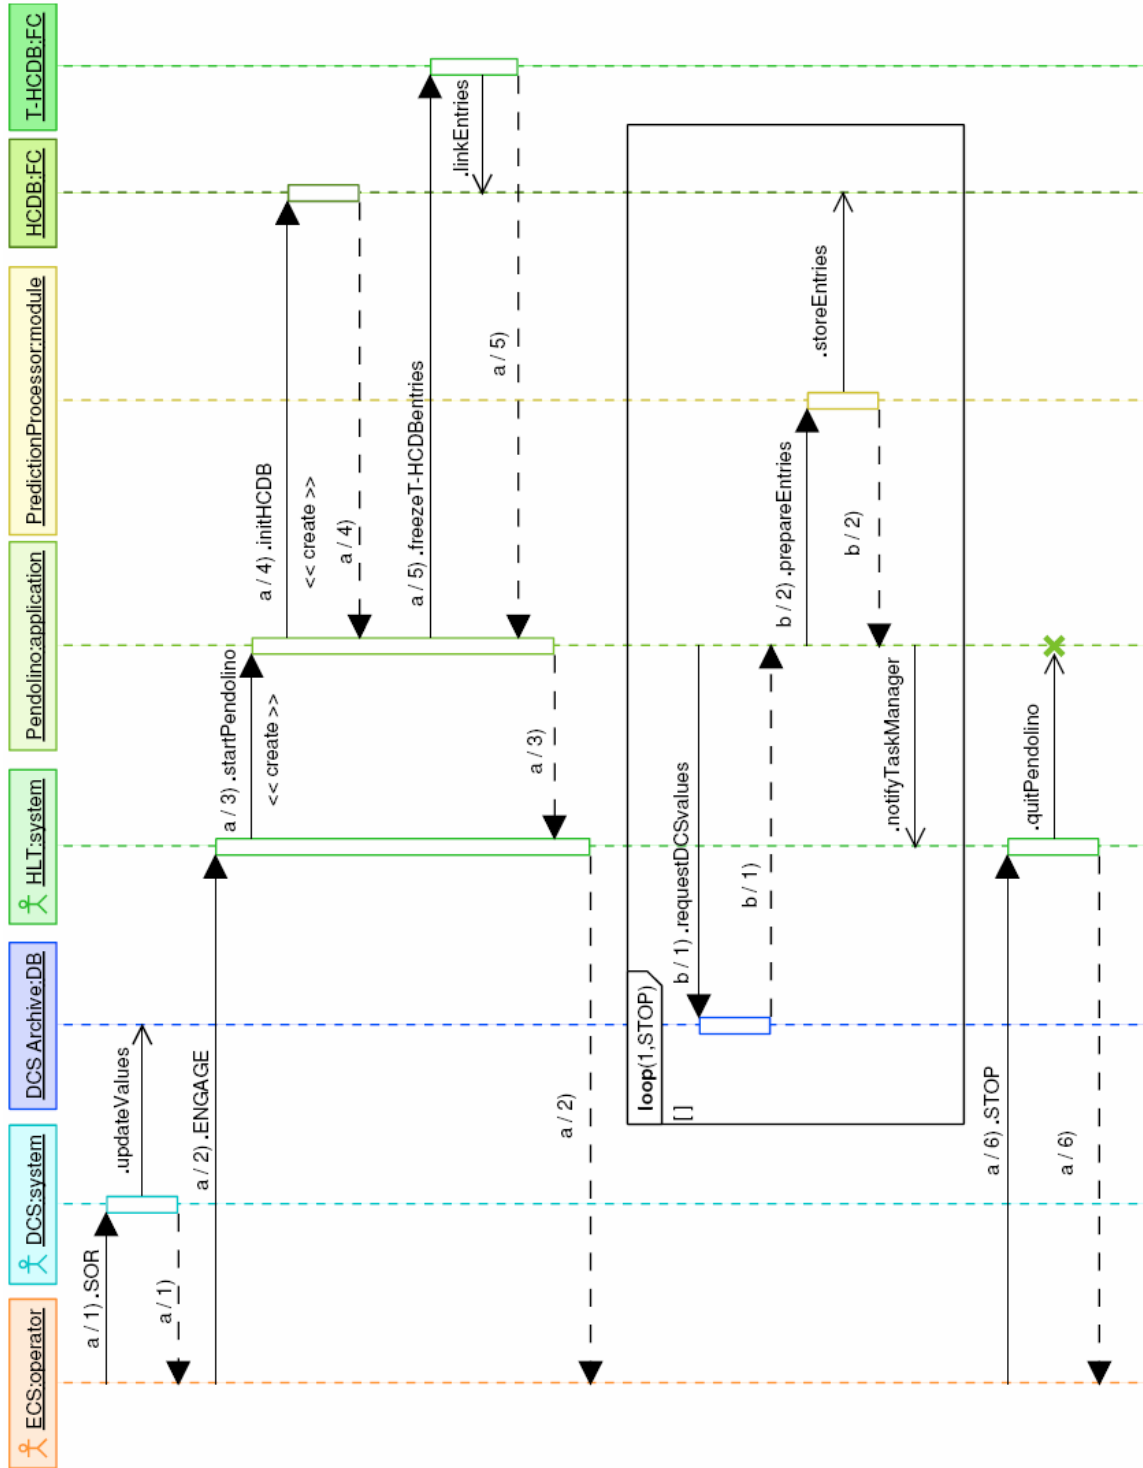 ECS:operator
DCS:system
DCS Archive:DB
HLT:system
Pendolino:application
PredictionProcessor:module
HCDB:FC
T-HCDB:FC
a / 1) .SOR
.updateValues
a / 1)
a / 2) .ENGAGE
a / 3) .startPendolino
<< create >>
a / 4) .initHCDB
<< create >>
a / 4)
a / 5) .freezeT-HCDBentries
.linkEntries
a / 5)
a / 3)
a / 2)
loop(1,STOP)
[ ]
b / 1) .requestDCSvalues
b / 1)
b / 2) .prepareEntries
.storeEntries
b / 2)
.notifyTaskManager
a / 6) .STOP
.quitPendolino
a / 6)